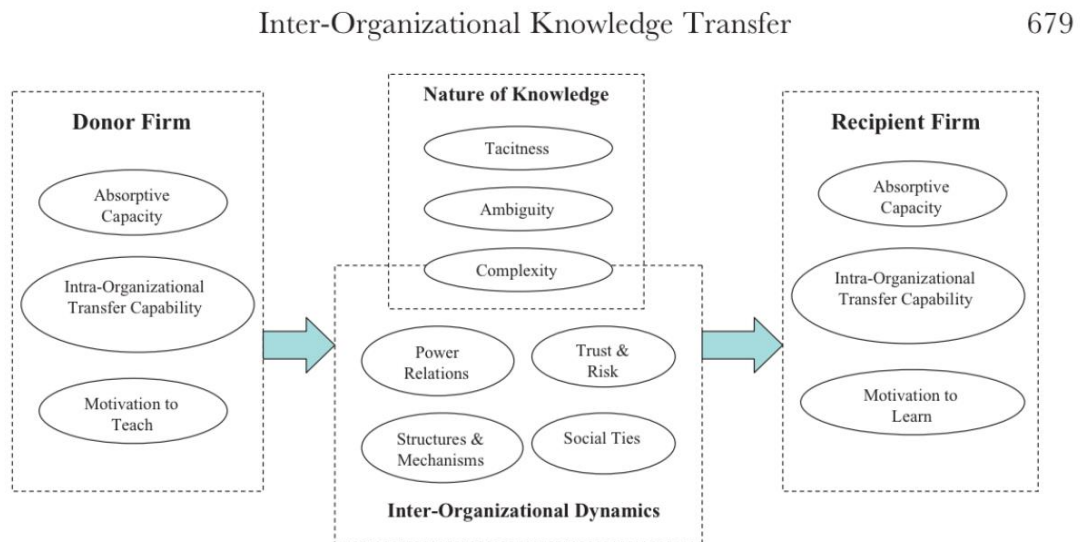 Inter-Organizational Knowledge Transfer 679
Donor Firm
Absorptive
Capacity
Intra-Organizational
Transfer Capability
Motivation to
Teach
Nature of Knowledge
Tacitness
Ambiguity
Complexity
Power
Relations
Trust &
Risk
Structures &
Mechanisms
Social Ties
Inter-Organizational Dynamics
Recipient Firm
Absorptive
Capacity
Intra-Organizational
Transfer Capability
Motivation to
Learn